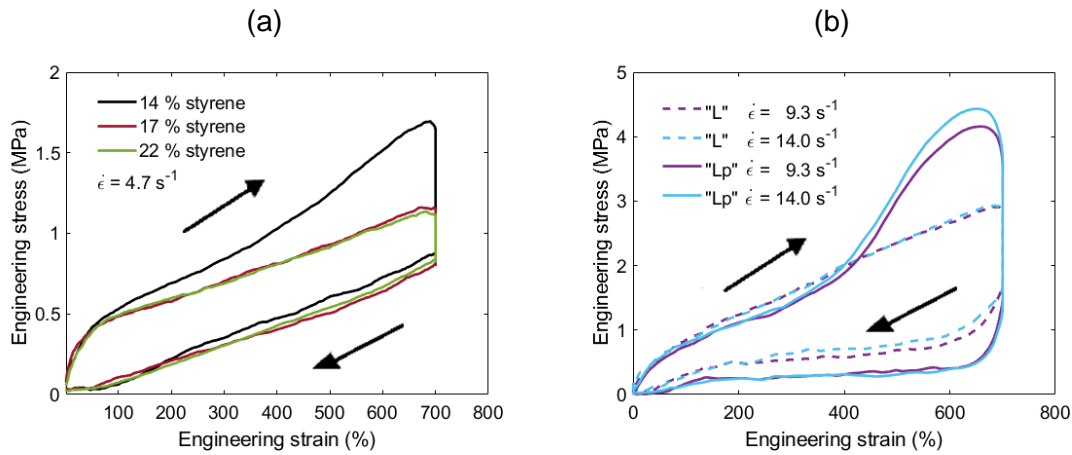 (a)
(b)
Engineering stress (MPa)
2
1.5
1
0.5
0
14 % styrene
17 % styrene
22 % styrene
ϵ̇ = 4.7 s⁻¹
100 200 300 400 500 600 700 800
Engineering strain (%)
Engineering stress (MPa)
5
4
3
2
1
0
"L" ϵ̇ = 9.3 s⁻¹
"L" ϵ̇ = 14.0 s⁻¹
"Lp" ϵ̇ = 9.3 s⁻¹
"Lp" ϵ̇ = 14.0 s⁻¹
0 200 400 600 800
Engineering strain (%)